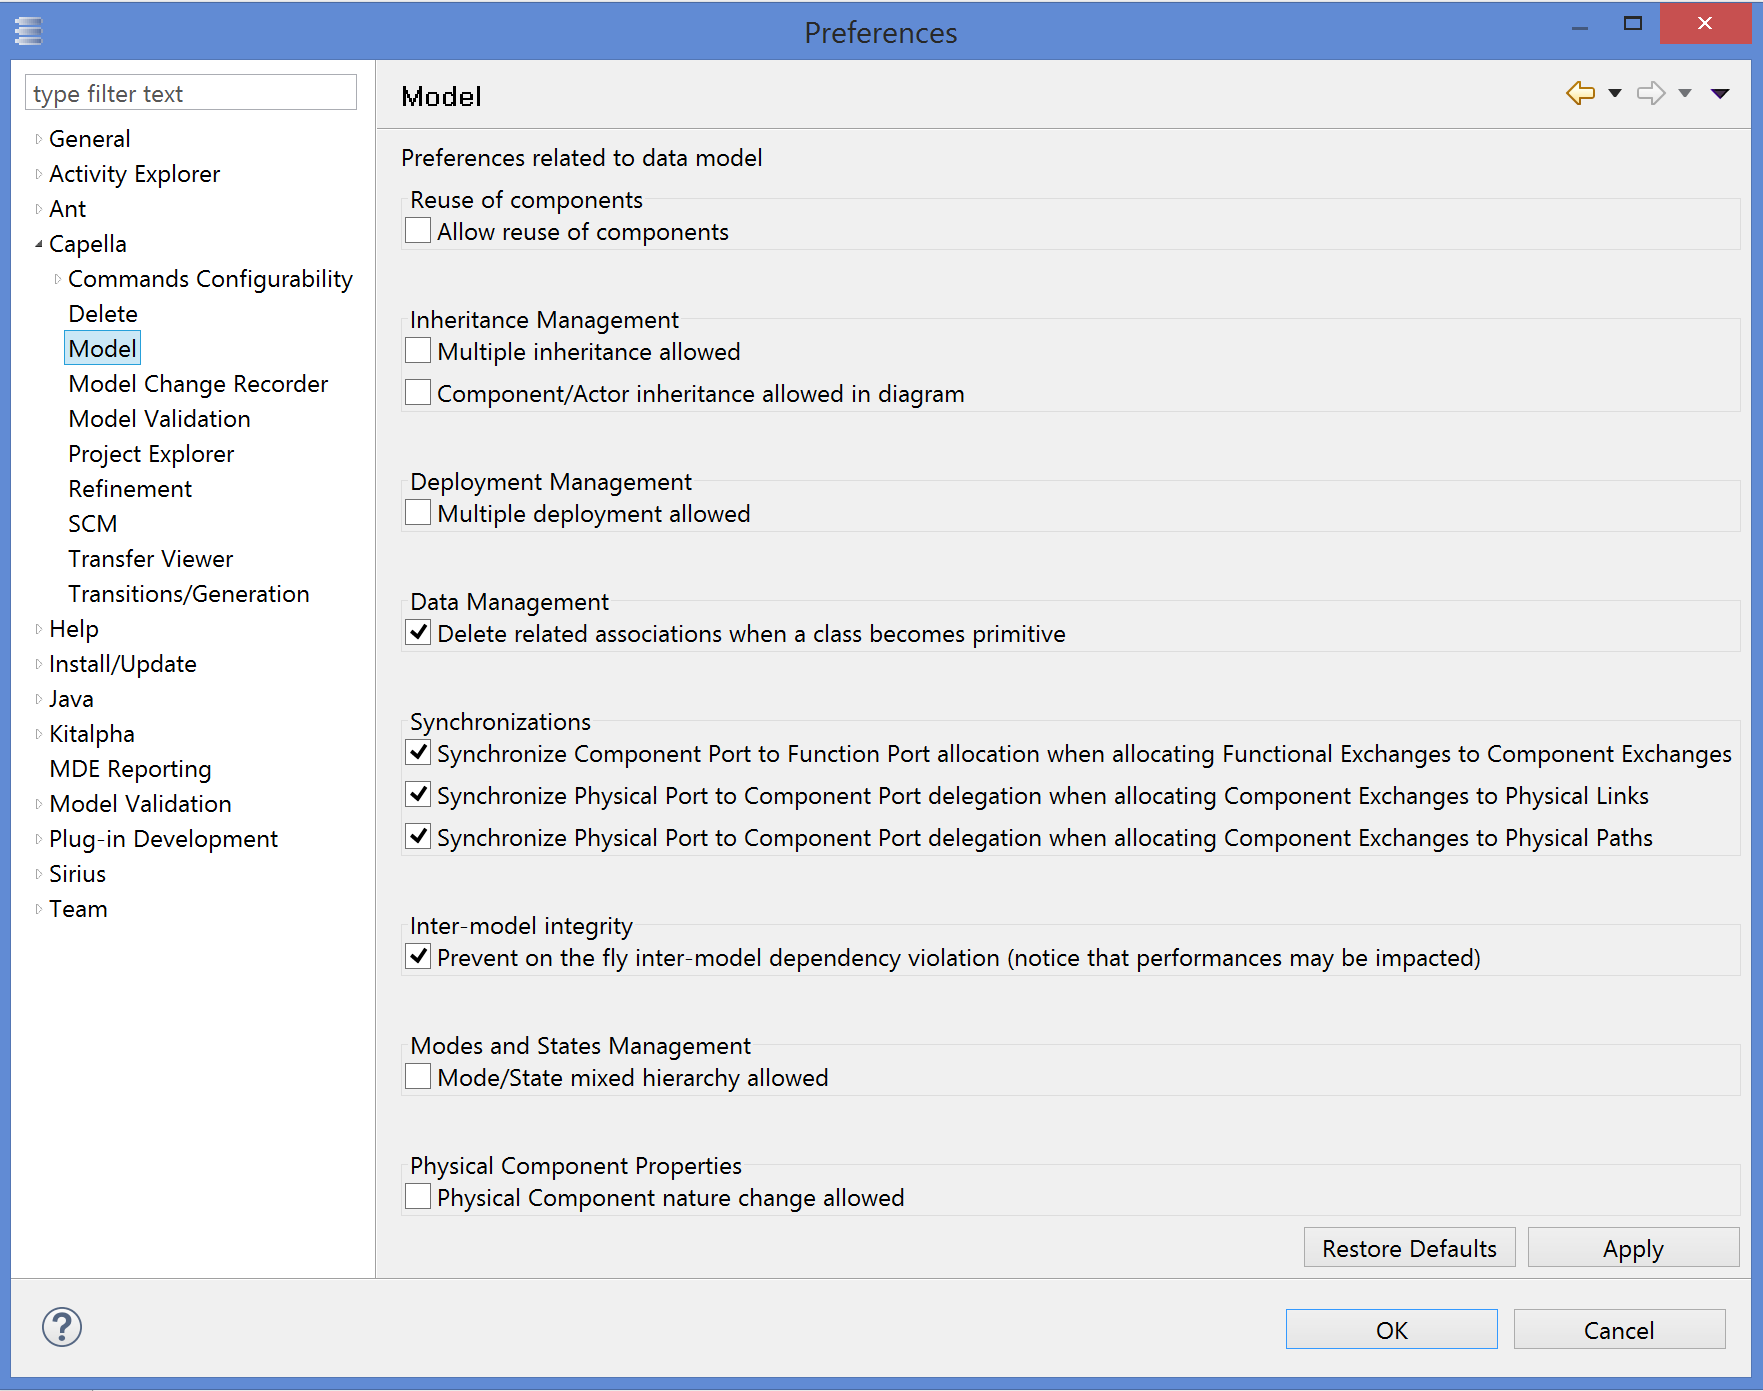 Preferences
type filter text
General
Activity Explorer
Ant
Capella
Commands Configurability
Delete
Model
Model Change Recorder
Model Validation
Project Explorer
Refinement
SCM
Transfer Viewer
Transitions/Generation
Help
Install/Update
Java
Kitalpha
MDE Reporting
Model Validation
Plug-in Development
Sirius
Team
Model
Preferences related to data model
Reuse of components
Allow reuse of components
Inheritance Management
Multiple inheritance allowed
Component/Actor inheritance allowed in diagram
Deployment Management
Multiple deployment allowed
Data Management
Delete related associations when a class becomes primitive
Synchronizations
Synchronize Component Port to Function Port allocation when allocating Functional Exchanges to Component Exchanges
Synchronize Physical Port to Component Port delegation when allocating Component Exchanges to Physical Links
Synchronize Physical Port to Component Port delegation when allocating Component Exchanges to Physical Paths
Inter-model integrity
Prevent on the fly inter-model dependency violation (notice that performances may be impacted)
Modes and States Management
Mode/State mixed hierarchy allowed
Physical Component Properties
Physical Component nature change allowed
Restore Defaults
Apply
?
OK
Cancel